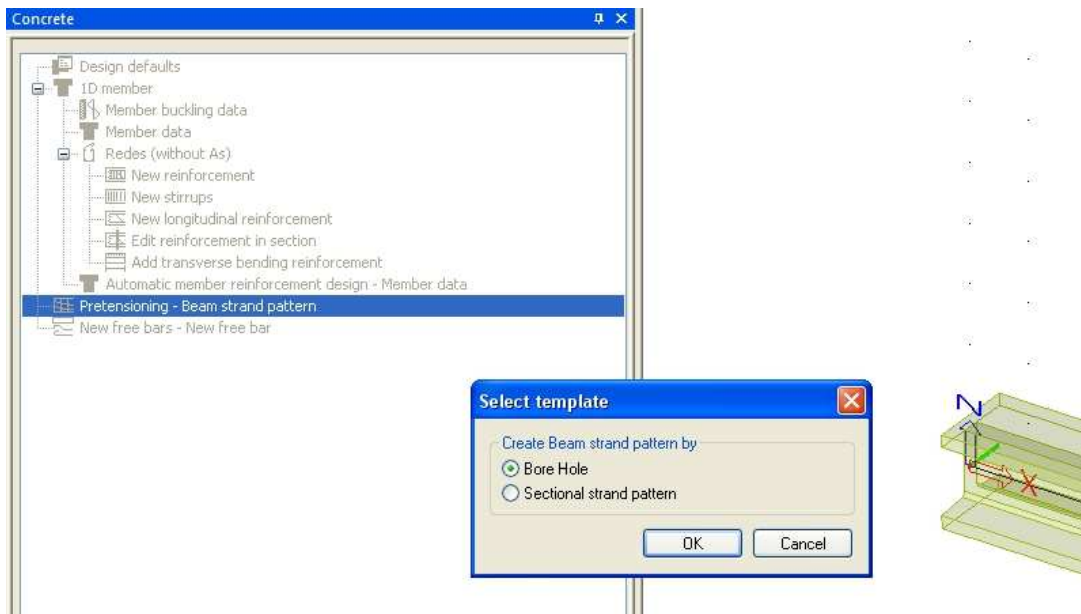 Concrete
Design defaults
1D member
Member buckling data
Member data
Redes (without As)
New reinforcement
New stirrups
New longitudinal reinforcement
Edit reinforcement in section
Add transverse bending reinforcement
Automatic member reinforcement design - Member data
Pretensioning - Beam strand pattern
New free bars - New free bar
Select template
Create Beam strand pattern by
Bore Hole
Sectional strand pattern
OK Cancel
Z
X